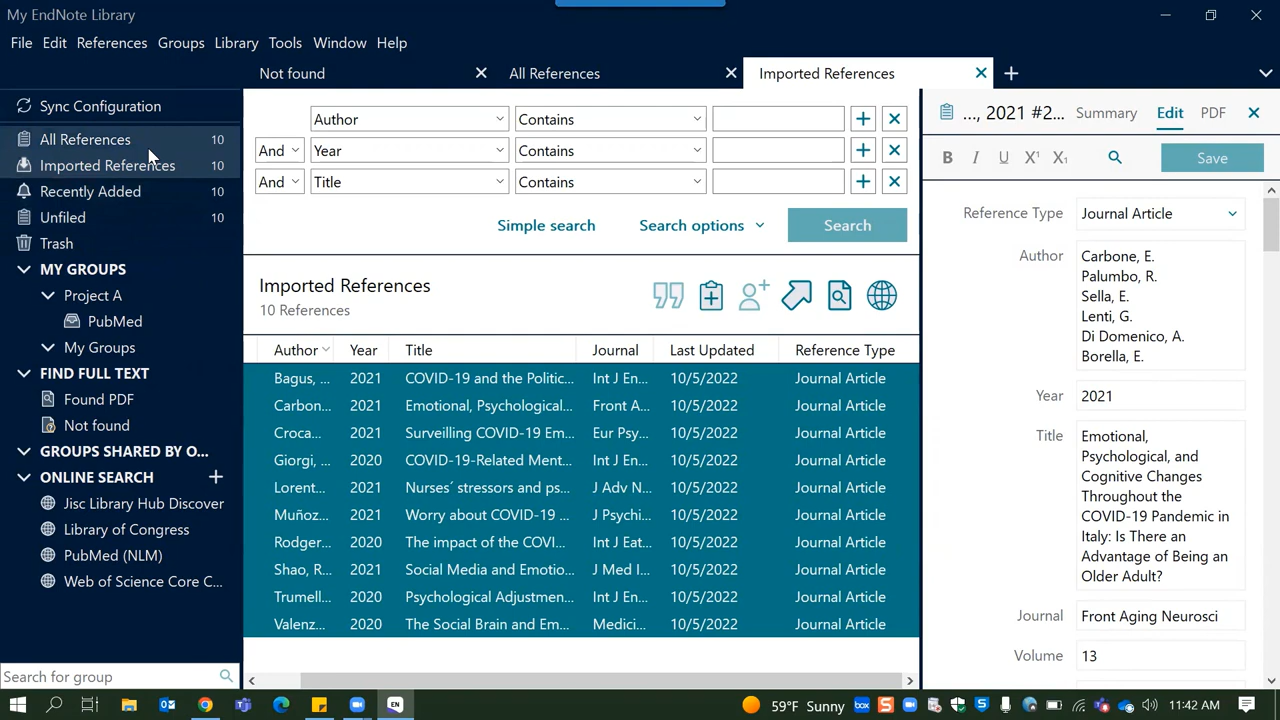 My EndNote Library
File Edit References Groups Library Tools Window Help
Not found
All References
Imported References
Sync Configuration
All References 10
Imported References 10
Recently Added 10
Unfiled 10
Trash
MY GROUPS
Project A
PubMed
My Groups
FIND FULL TEXT
Found PDF
Not found
GROUPS SHARED BY O...
ONLINE SEARCH
Jisc Library Hub Discover
Library of Congress
PubMed (NLM)
Web of Science Core C...
Search for group
Author Contains
And Year Contains
And Title Contains
Simple search Search options Search
Imported References
10 References
Author Year Title Journal Last Updated Reference Type
Bagus, ... 2021 COVID-19 and the Politic... Int J En... 10/5/2022 Journal Article
Carbon... 2021 Emotional, Psychological... Front A... 10/5/2022 Journal Article
Croca... 2021 Surveilling COVID-19 Em... Eur Psy... 10/5/2022 Journal Article
Giorgi, ... 2020 COVID-19-Related Ment... Int J En... 10/5/2022 Journal Article
Lorent... 2021 Nurses´ stressors and ps... J Adv N... 10/5/2022 Journal Article
Muñoz... 2021 Worry about COVID-19 ... J Psychi... 10/5/2022 Journal Article
Rodger... 2020 The impact of the COVI... Int J Eat... 10/5/2022 Journal Article
Shao, R... 2021 Social Media and Emotio... J Med I... 10/5/2022 Journal Article
Trumell... 2020 Psychological Adjustmen... Int J En... 10/5/2022 Journal Article
Valenz... 2020 The Social Brain and Em... Medici... 10/5/2022 Journal Article
..., 2021 #2... Summary Edit PDF
B I U X¹ X₁ Save
Reference Type Journal Article
Author Carbone, E.
Palumbo, R.
Sella, E.
Lenti, G.
Di Domenico, A.
Borella, E.
Year 2021
Title Emotional,
Psychological, and
Cognitive Changes
Throughout the
COVID-19 Pandemic in
Italy: Is There an
Advantage of Being an
Older Adult?
Journal Front Aging Neurosci
Volume 13
EN
59°F Sunny
box
11:42 AM